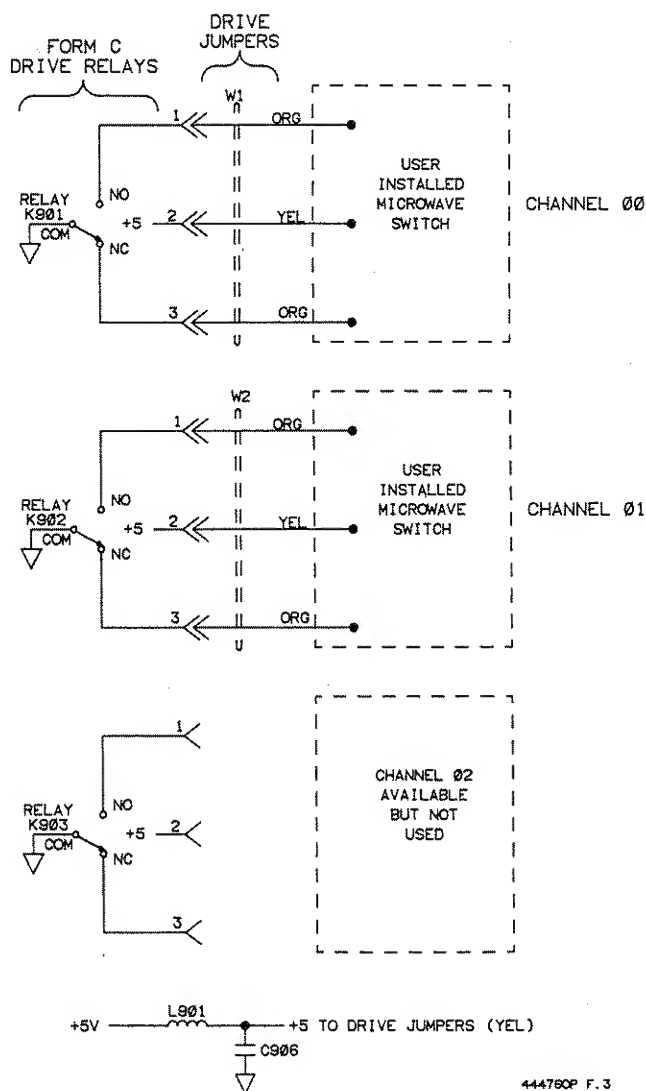 FORM C
DRIVE RELAYS
DRIVE
JUMPERS
W1
1
ORG
NO
RELAY
K901
COM
+5
2
YEL
NC
3
ORG
USER
INSTALLED
MICROWAVE
SWITCH
CHANNEL 00
W2
1
ORG
NO
RELAY
K902
COM
+5
2
YEL
NC
3
ORG
USER
INSTALLED
MICROWAVE
SWITCH
CHANNEL 01
1
NO
RELAY
K903
COM
+5
2
NC
3
CHANNEL 02
AVAILABLE
BUT NOT
USED
L901
+5V
+5 TO DRIVE JUMPERS (YEL)
C906
44476OP F.3